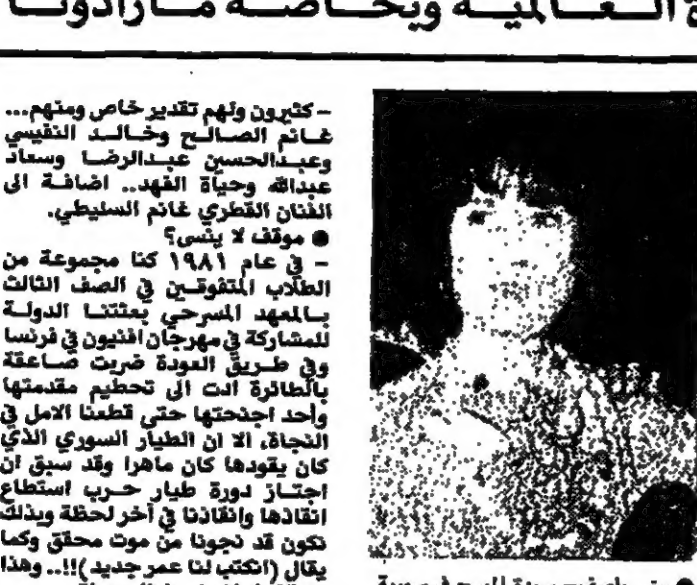 العالمية وبخاصة مارادونا
– كثيرون ولهم تقدير خاص ومنهم...
غانم الصالح وخالد النفيسي
وعبدالحسين عبدالرضا وسعاد
عبدالله وحياة الفهد.. اضافة الى
الفنان القطري غانم السليطي.
● موقف لا ينسى؟
– في عام ١٩٨١ كنا مجموعة من
الطلاب المتفوقين في الصف الثالث
بالمعهد المسرحي بعثتنا الدولة
للمشاركة في مهرجان افنيون في فرنسا
وفي طريق العودة ضربت صاعقة
بالطائرة ادت الى تحطيم مقدمتها
وأحد اجنحتها حتى قطعنا الامل في
النجاة، الا ان الطيار السوري الذي
كان يقودها كان ماهرا وقد سبق ان
اجتاز دورة طيار حرب استطاع
انقاذها وانقاذنا في آخر لحظة وبذلك
نكون قد نجونا من موت محقق وكما
يقال (انكتب لنا عمر جديد)!!.. وهذا